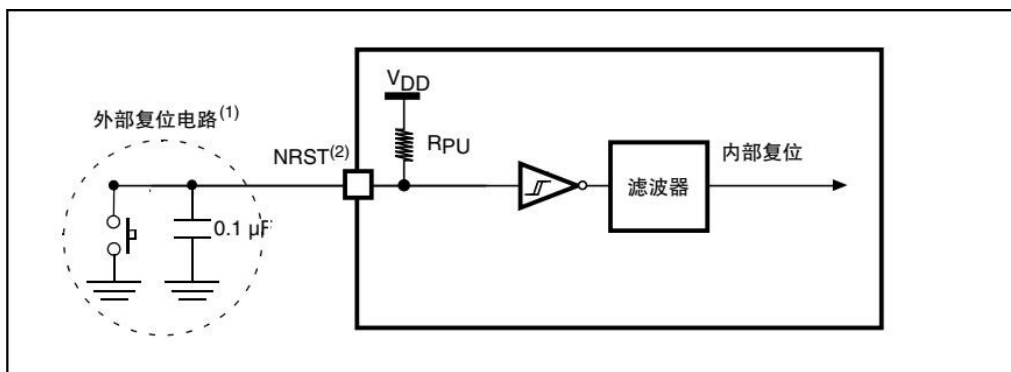 外部复位电路(1)
NRST(2)
VDD
RPU
0.1 μF
滤波器
内部复位